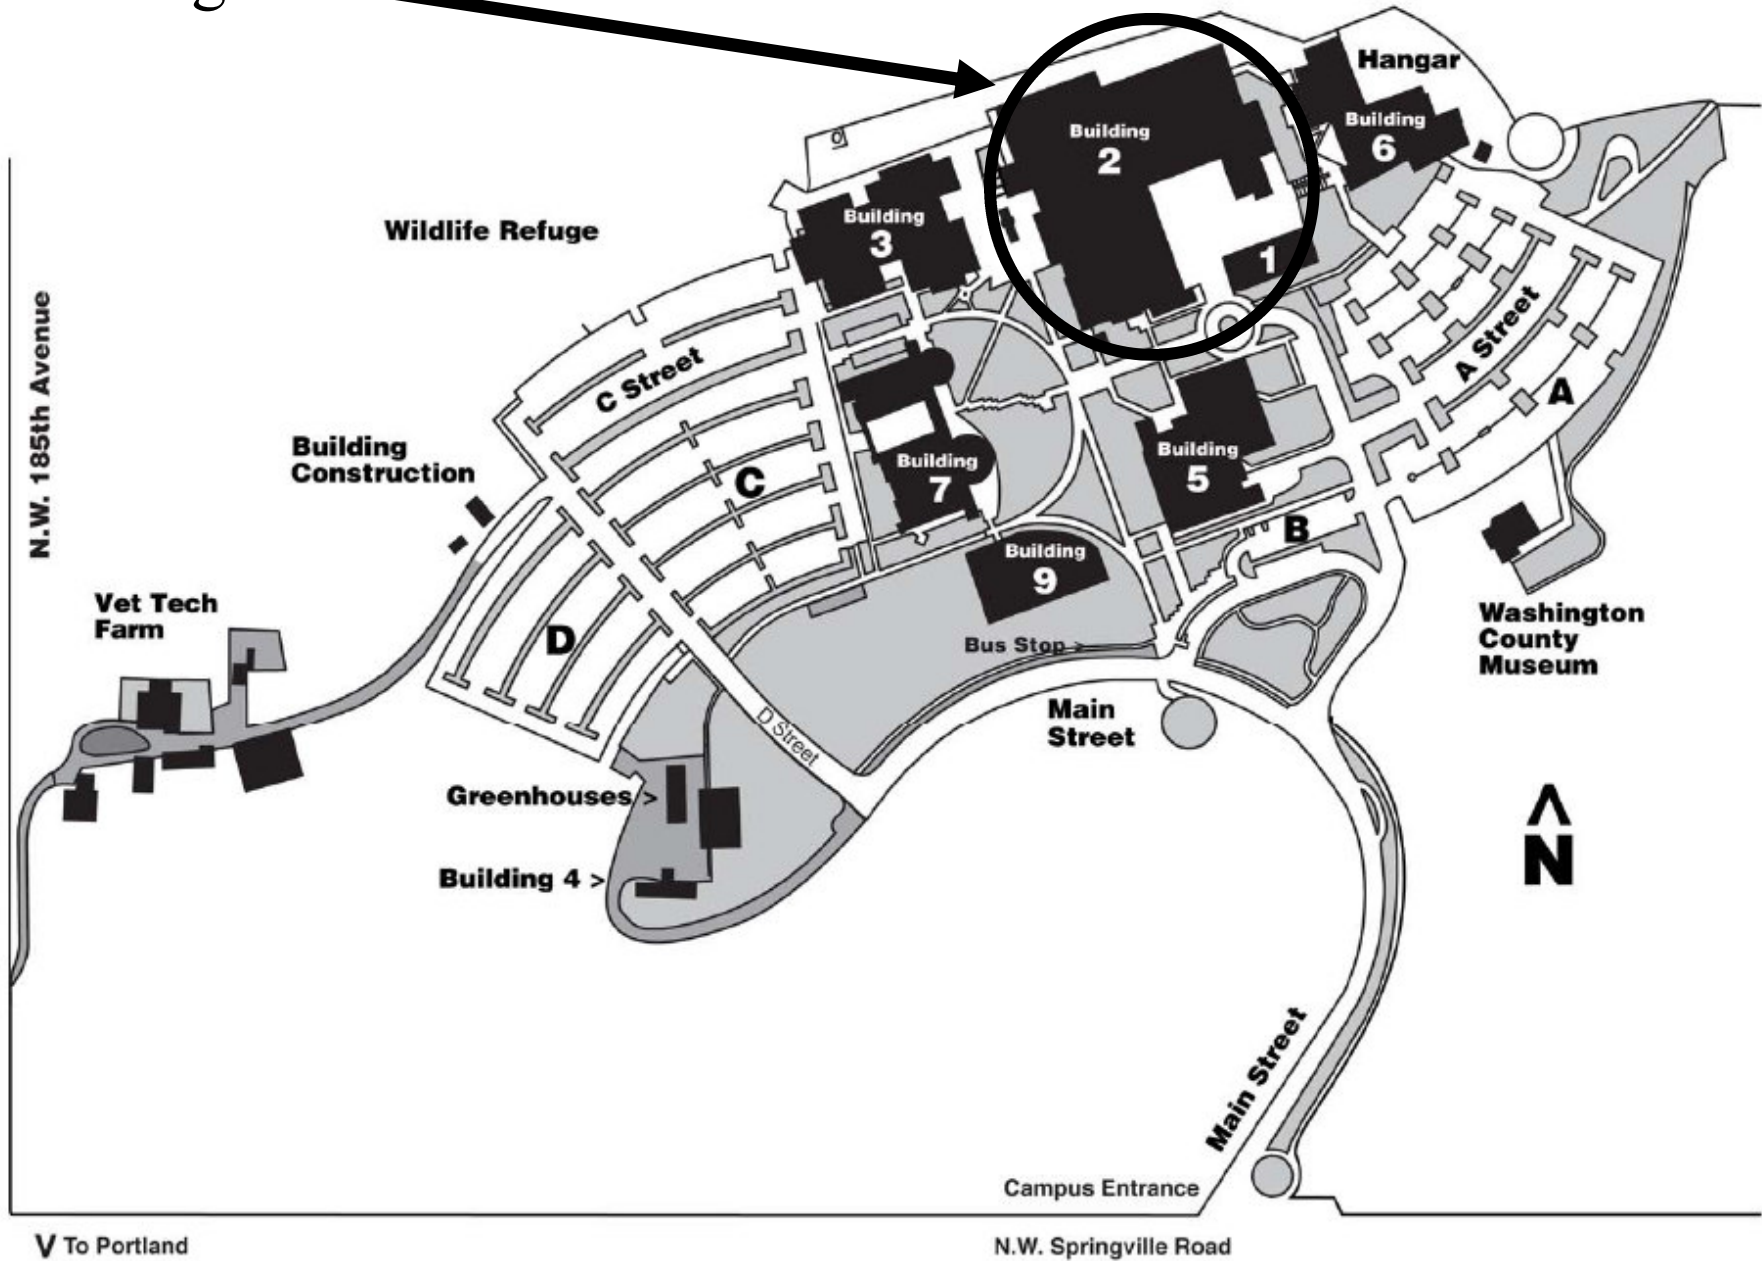 Hangar
Building
2
Building
6
Building
3
Wildlife Refuge
1
N.W. 185th Avenue
C Street
A Street
A
Building
Construction
C
Building
7
Building
5
B
Building
9
Vet Tech
Farm
D
Bus Stop >
Washington
County
Museum
Main
Street
D Street
Greenhouses >
Building 4 >
N
Main Street
Campus Entrance
V To Portland
N.W. Springville Road